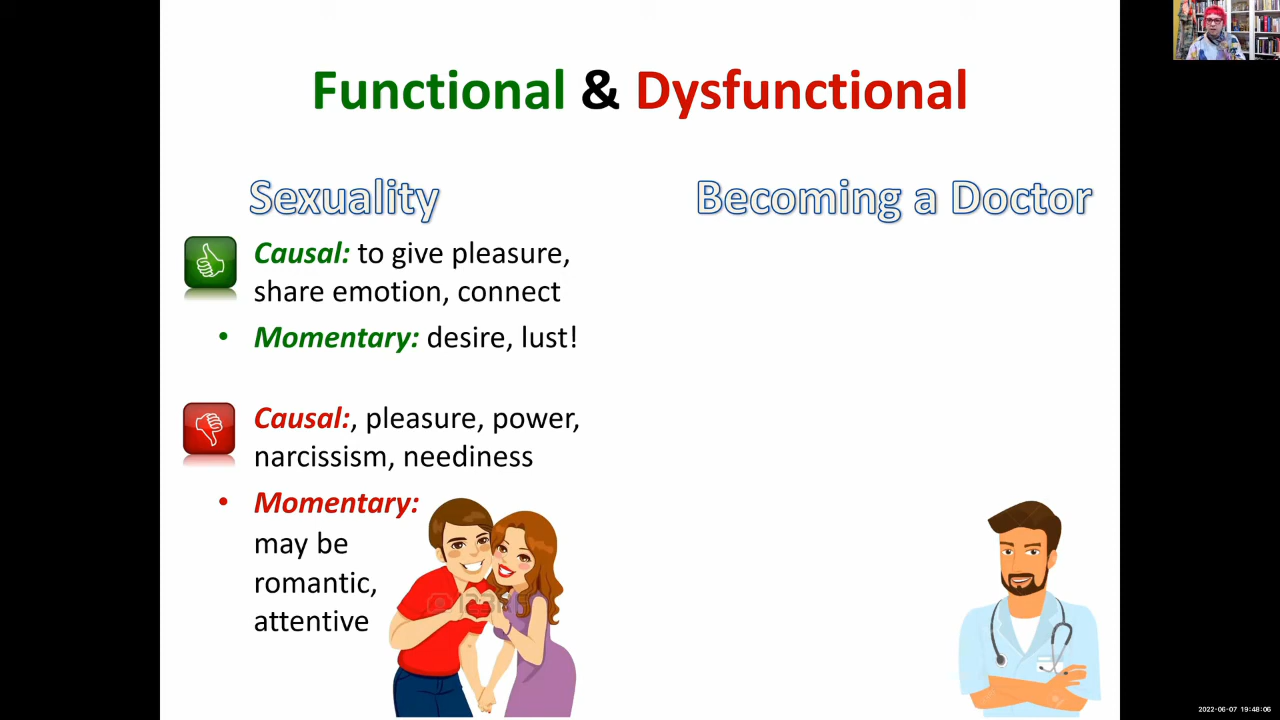 Functional & Dysfunctional
Sexuality
Causal: to give pleasure,
share emotion, connect
• Momentary: desire, lust!
Causal:, pleasure, power,
narcissism, neediness
• Momentary:
may be
romantic,
attentive
Becoming a Doctor
2022-06-07 19:48:06